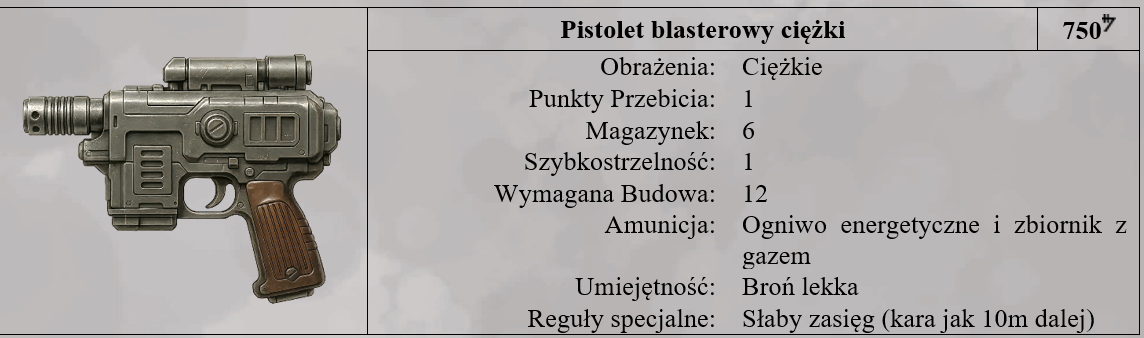 Pistolet blasterowy ciężki 750
Obrażenia: Ciężkie
Punkty Przebicia: 1
Magazynek: 6
Szybkostrzelność: 1
Wymagana Budowa: 12
Amunicja: Ogniwo energetyczne i zbiornik z
gazem
Umiejętność: Broń lekka
Reguły specjalne: Słaby zasięg (kara jak 10m dalej)